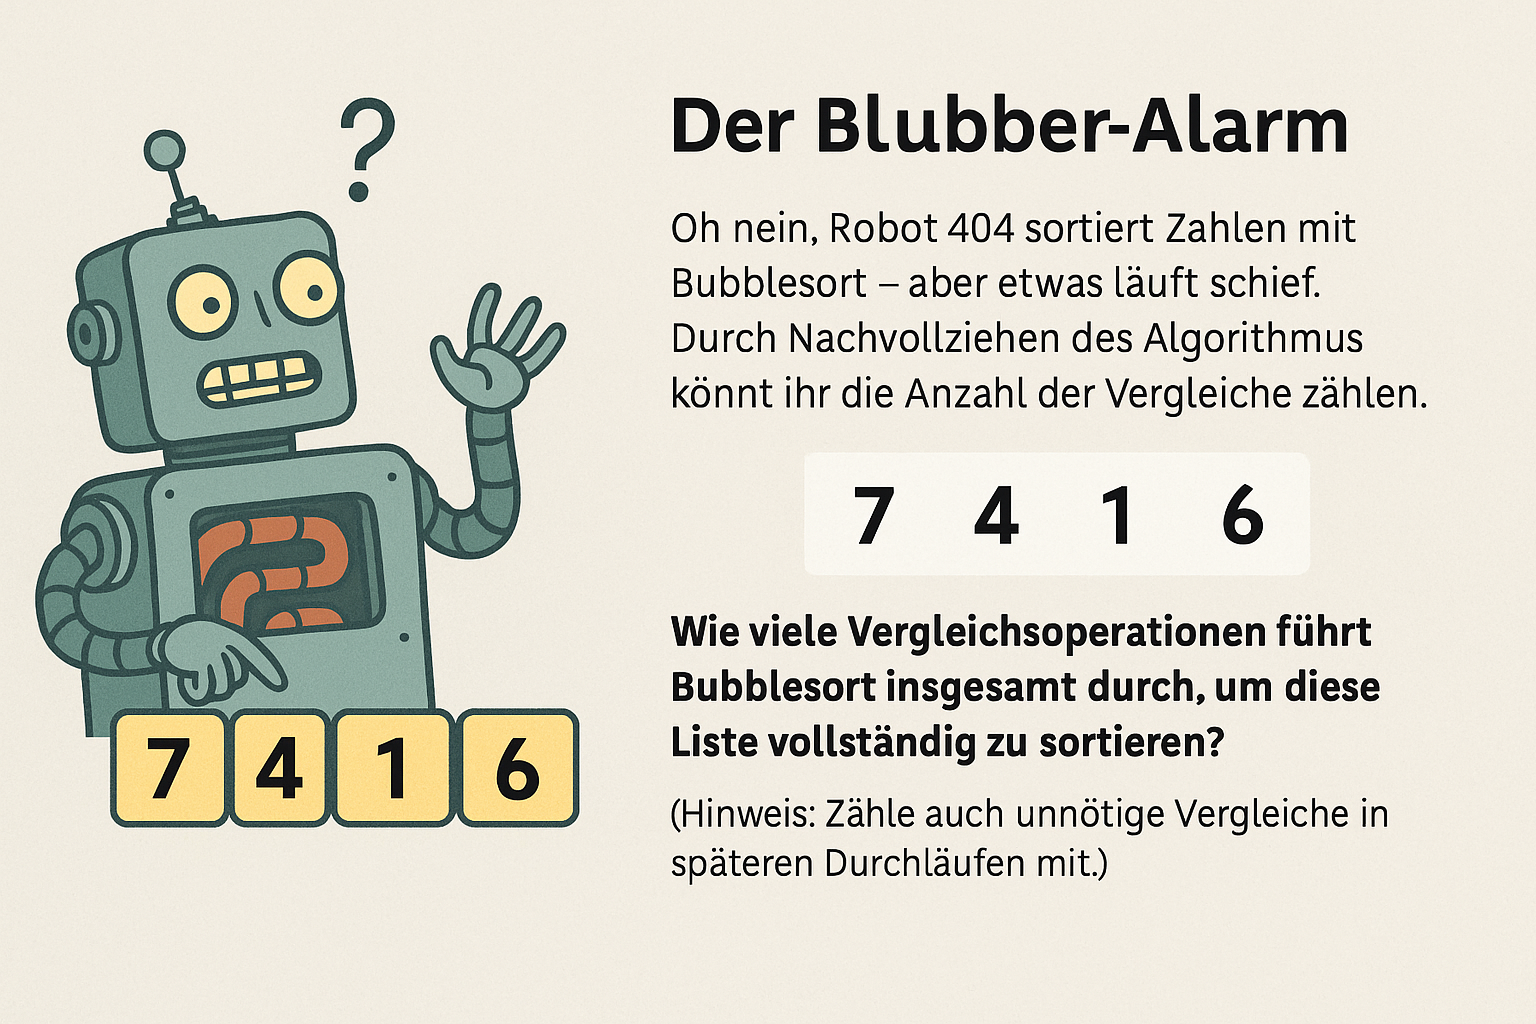 ?
Der Blubber-Alarm
Oh nein, Robot 404 sortiert Zahlen mit
Bubblesort – aber etwas läuft schief.
Durch Nachvollziehen des Algorithmus
könnt ihr die Anzahl der Vergleiche zählen.
7 4 1 6
Wie viele Vergleichsoperationen führt
Bubblesort insgesamt durch, um diese
Liste vollständig zu sortieren?
(Hinweis: Zähle auch unnötige Vergleiche in
späteren Durchläufen mit.)
7 4 1 6